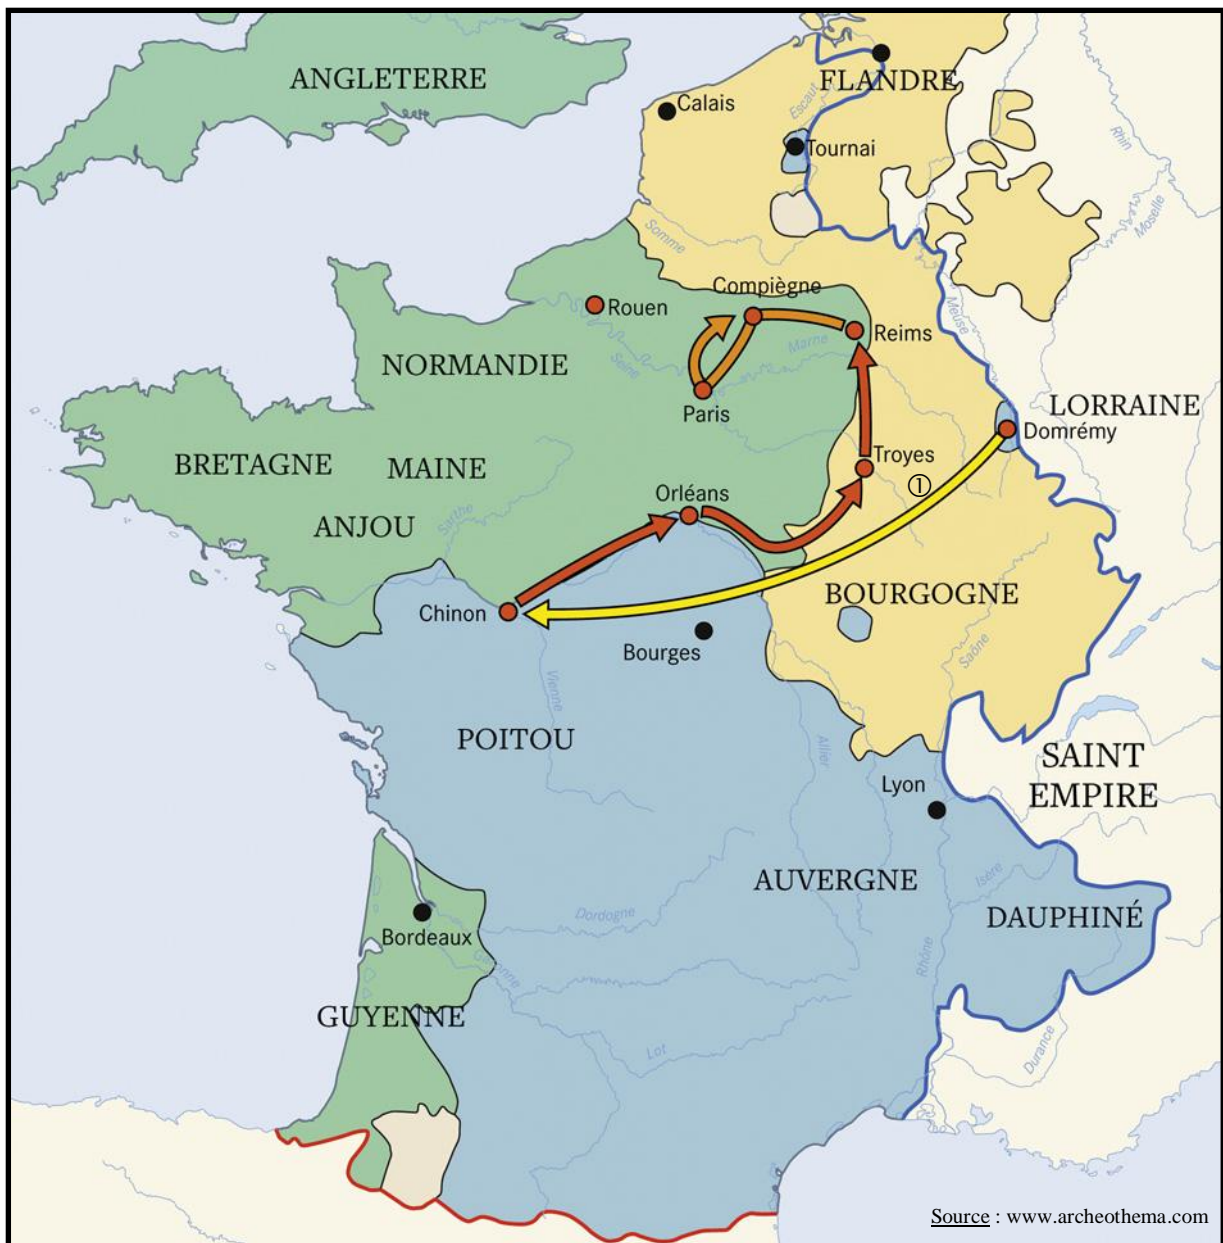 ANGLETERRE
FLANDRE
Calais
Escaut
Tournai
Rhin
Moselle
Somme
Meuse
Compiègne
Rouen
Reims
Marne
Seine
NORMANDIE
Paris
LORRAINE
Domrémy
BRETAGNE
MAINE
Troyes
①
Orléans
ANJOU
Sarthe
Chinon
BOURGOGNE
Bourges
Saône
Vienne
POITOU
Allier
SAINT
EMPIRE
Lyon
AUVERGNE
Isère
DAUPHINÉ
Dordogne
Bordeaux
Garonne
Rhône
GUYENNE
Lot
Durance
Source : www.archeothema.com